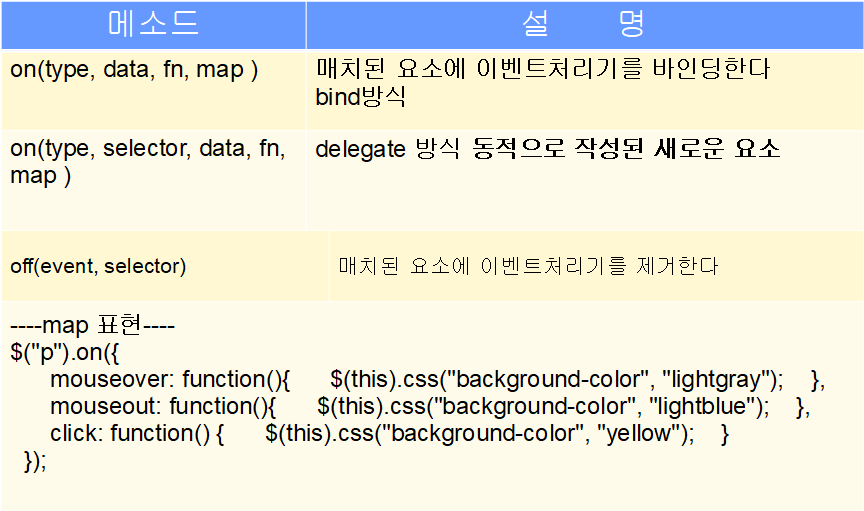 메소드 설 명
on(type, data, fn, map ) 매치된 요소에 이벤트처리기를 바인딩한다
bind방식
on(type, selector, data, fn, delegate 방식 동적으로 작성된 새로운 요소
map )
off(event, selector) 매치된 요소에 이벤트처리기를 제거한다
----map 표현----
$("p").on({
mouseover: function(){ $(this).css("background-color", "lightgray"); },
mouseout: function(){ $(this).css("background-color", "lightblue"); },
click: function() { $(this).css("background-color", "yellow"); }
});